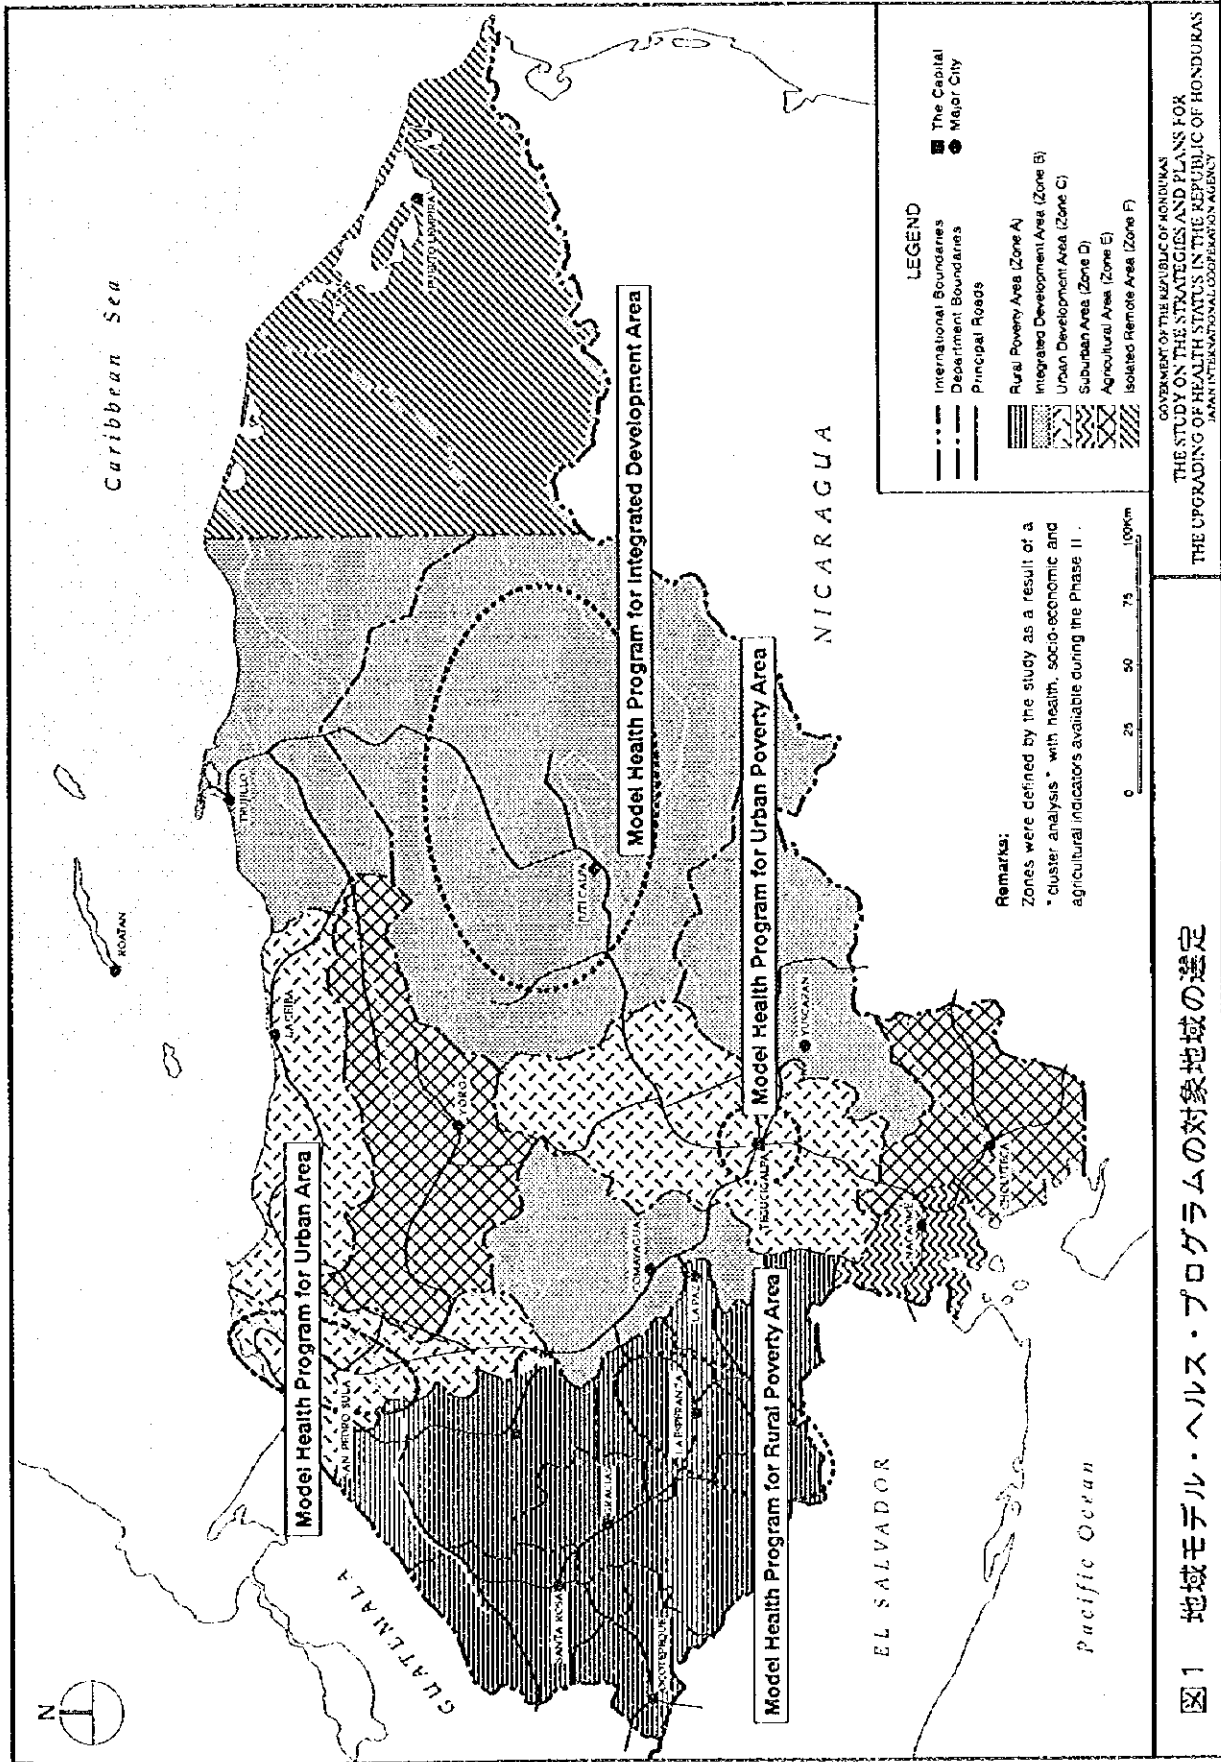 N
Caribbean Sea
ROATAN
TRUJILLO
LA CEIBA
PUERTO LEMPIRA
Model Health Program for Urban Area
SAN PEDRO SULA
YORO
GUATEMALA
SANTA ROSA
GRACIAS
OCOTEPEQUE
LA ESPERANZA
LA PAZ
COMAYAGUA
JUTICALPA
Model Health Program for Integrated Development Area
TEGUCIGALPA
Model Health Program for Urban Poverty Area
YUSCARAN
Model Health Program for Rural Poverty Area
NACAOME
CHOLUTECA
NICARAGUA
EL SALVADOR
Pacific Ocean
LEGEND
International Boundaries
Department Boundaries
Principal Roads
The Capital
Major City
Rural Poverty Area (Zone A)
Integrated Development Area (Zone B)
Urban Development Area (Zone C)
Suburban Area (Zone D)
Agricultural Area (Zone E)
Isolated Remote Area (Zone F)
Remarks:
Zones were defined by the study as a result of a
"cluster analysis" with health, socio-economic and
agricultural indicators available during the Phase II.
0 25 50 75 100Km
図1 地域モデル・ヘルス・プログラムの対象地域の選定
GOVERMENT OF THE REPUBLIC OF HONDURAS
THE STUDY ON THE STRATEGIES AND PLANS FOR
THE UPGRADING OF HEALTH STATUS IN THE REPUBLIC OF HONDURAS
JAPAN INTERNATIONAL COOPERATION AGENCY